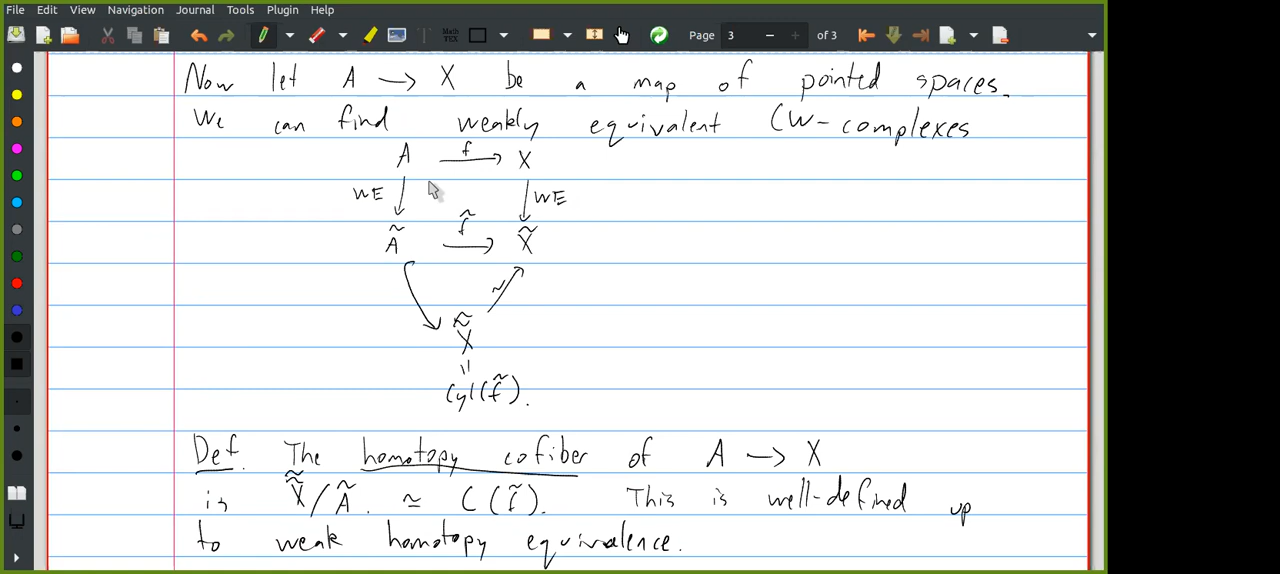 File Edit View Navigation Journal Tools Plugin Help
Math TEX Page 3 of 3
Now let A → X be a map of pointed spaces.
We can find weakly equivalent CW-complexes
A f→ X
WE ↓ ↓ WE
Ã f̃→ X̃
~
X̃̃
=
Cyl(f̃).
Def. The homotopy cofiber of A → X
is X̃̃/Ã. ≃ C(f̃). This is well-defined up
to weak homotopy equivalence.